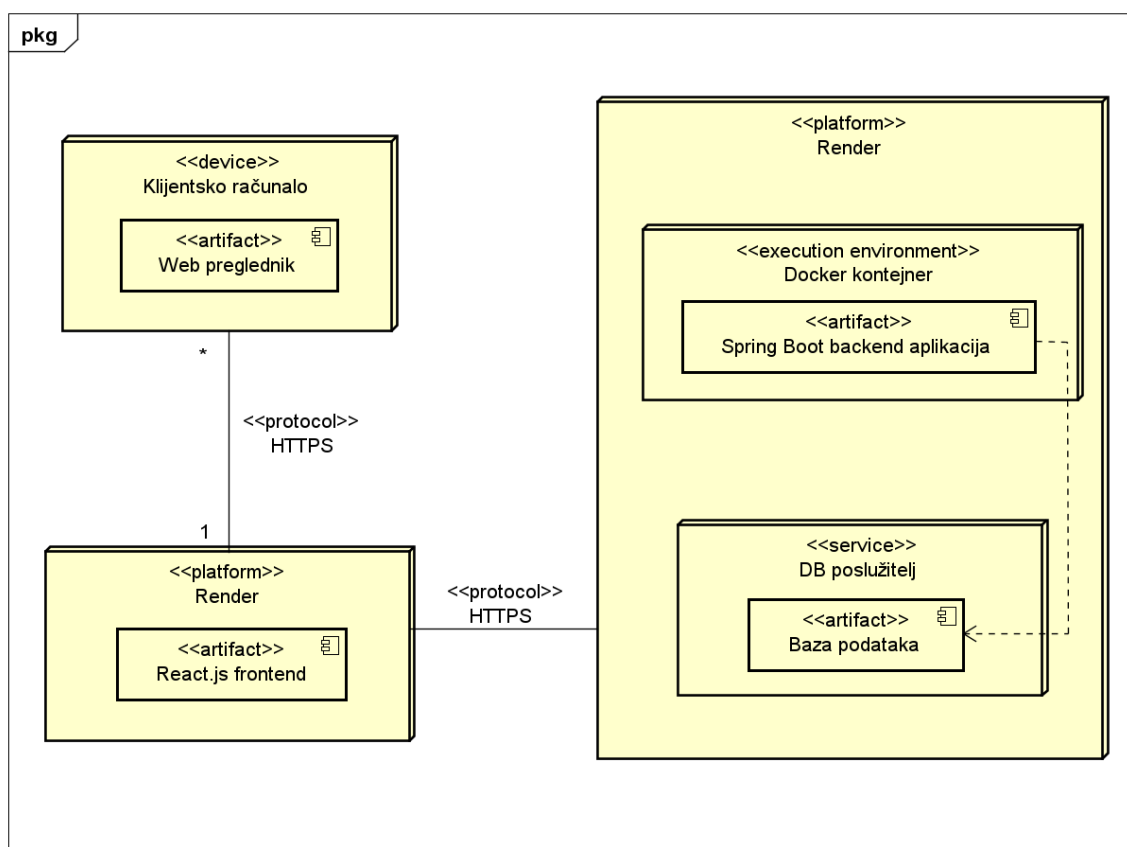 pkg
<<device>>
Klijentsko računalo
<<artifact>>
Web preglednik
*
<<protocol>>
HTTPS
1
<<platform>>
Render
<<artifact>>
React.js frontend
<<protocol>>
HTTPS
<<platform>>
Render
<<execution environment>>
Docker kontejner
<<artifact>>
Spring Boot backend aplikacija
<<service>>
DB poslužitelj
<<artifact>>
Baza podataka